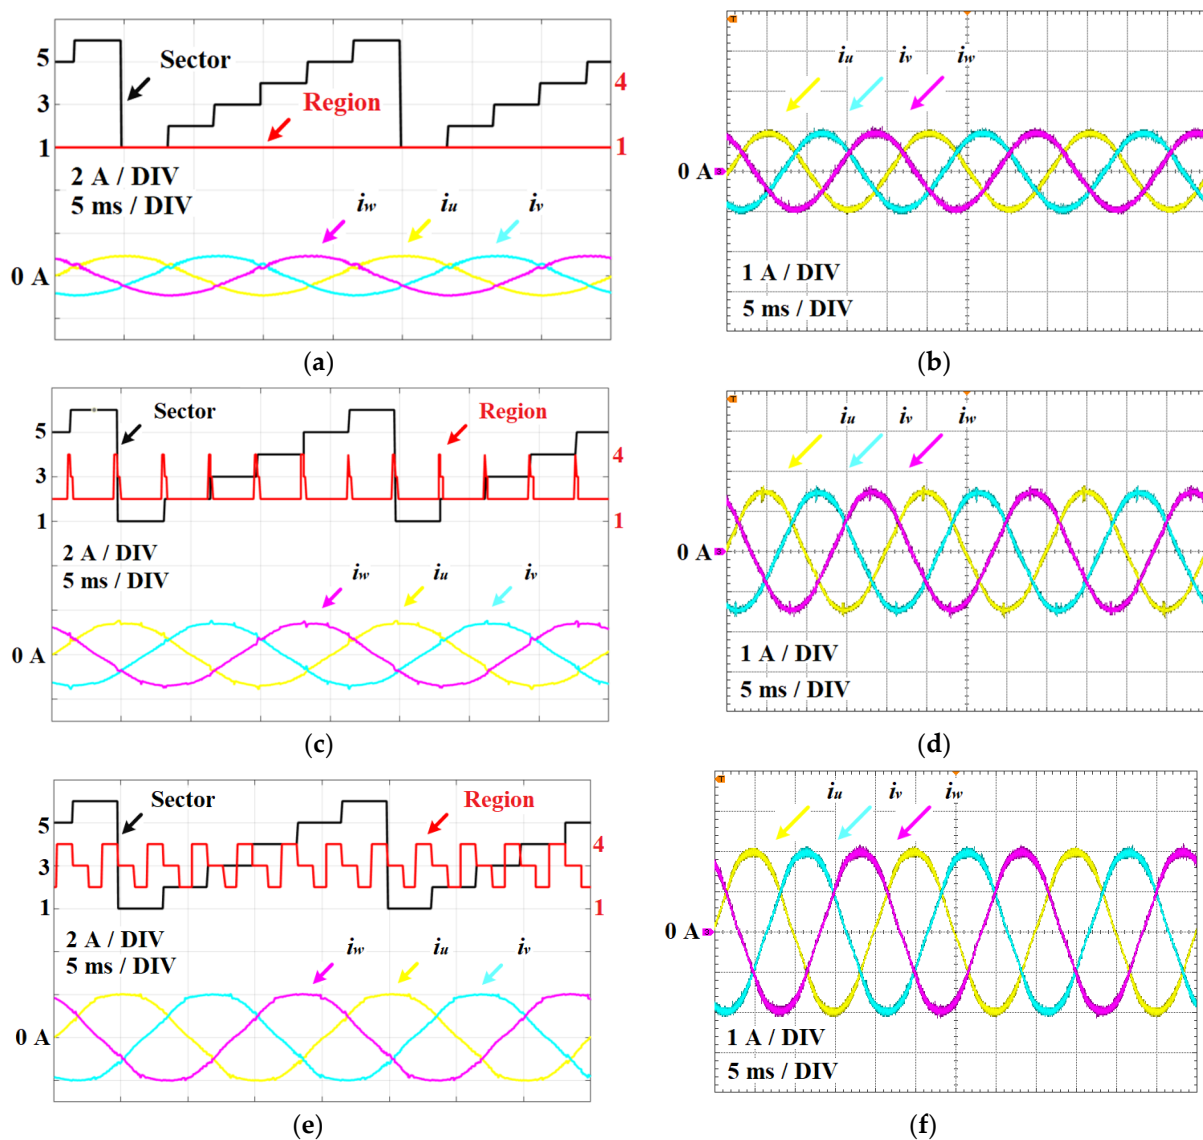 5
3
1
Sector
Region
4
1
2 A / DIV
5 ms / DIV
iw
iu
iv
0 A
(a)
T
iu
iv
iw
0 A
1 A / DIV
5 ms / DIV
(b)
5
3
1
Sector
Region
4
1
2 A / DIV
5 ms / DIV
iw
iu
iv
0 A
(c)
T
iu
iv
iw
0 A
1 A / DIV
5 ms / DIV
(d)
5
3
1
Sector
Region
4
1
2 A / DIV
5 ms / DIV
iw
iu
iv
0 A
(e)
T
iu
iv
iw
0 A
1 A / DIV
5 ms / DIV
(f)